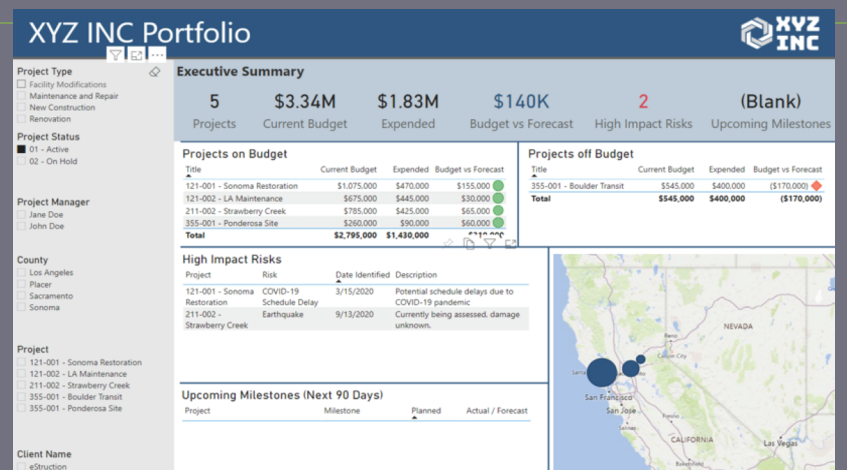 XYZ INC Portfolio
XYZ
INC
Project Type
Facility Modifications
Maintenance and Repair
New Construction
Renovation
Project Status
01 - Active
02 - On Hold
Project Manager
Jane Doe
John Doe
County
Los Angeles
Placer
Sacramento
Sonoma
Project
121-001 - Sonoma Restoration
121-002 - LA Maintenance
211-002 - Strawberry Creek
355-001 - Boulder Transit
355-001 - Ponderosa Site
Client Name
eStruction
Executive Summary
5 $3.34M $1.83M $140K 2 (Blank)
Projects Current Budget Expended Budget vs Forecast High Impact Risks Upcoming Milestones
Projects on Budget
Title Current Budget Expended Budget vs Forecast
121-001 - Sonoma Restoration $1,075,000 $470,000 $155,000
121-002 - LA Maintenance $675,000 $445,000 $30,000
211-002 - Strawberry Creek $785,000 $425,000 $65,000
355-001 - Ponderosa Site $260,000 $90,000 $60,000
Total $2,795,000 $1,430,000
Projects off Budget
Title Current Budget Expended Budget vs Forecast
355-001 - Boulder Transit $545,000 $400,000 ($170,000)
Total $545,000 $400,000 ($170,000)
High Impact Risks
Project Risk Date Identified Description
121-001 - Sonoma COVID-19 3/15/2020 Potential schedule delays due to
Restoration Schedule Delay COVID-19 pandemic
211-002 - Earthquake 9/13/2020 Currently being assessed, damage
Strawberry Creek unknown.
Upcoming Milestones (Next 90 Days)
Project Milestone Planned Actual / Forecast
Reno
NEVADA
Carson City
San Francisco
San Jose
Salinas
Fresno
CALIFORNIA
Las Vegas
Bakersfield